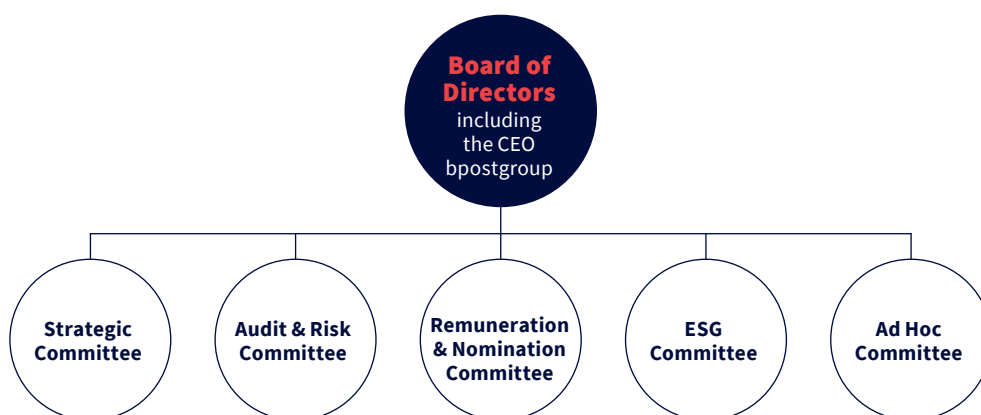 Board of
Directors
including
the CEO
bpostgroup
Strategic
Committee
Audit & Risk
Committee
Remuneration
& Nomination
Committee
ESG
Committee
Ad Hoc
Committee